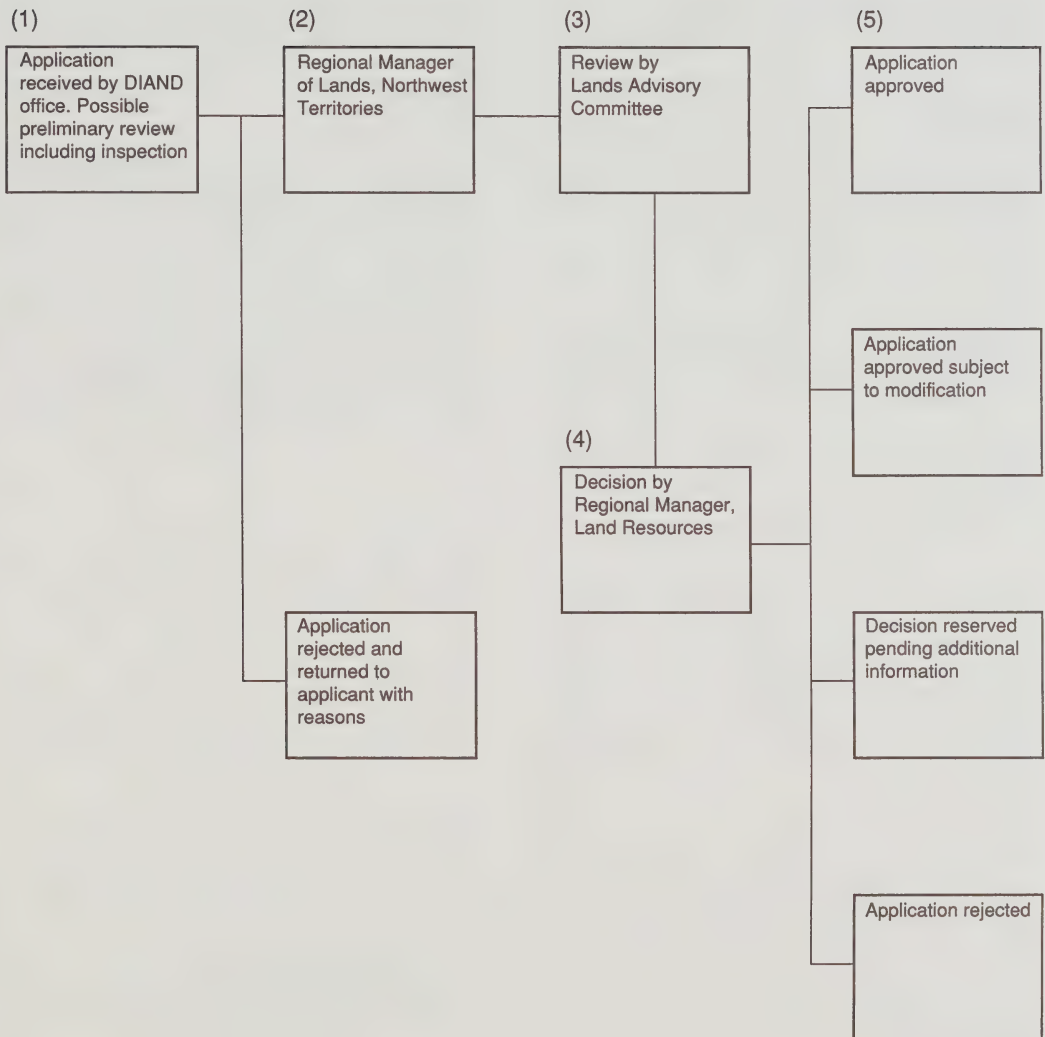 (1)
Application
received by DIAND
office. Possible
preliminary review
including inspection
(2)
Regional Manager
of Lands, Northwest
Territories
(3)
Review by
Lands Advisory
Committee
(4)
Decision by
Regional Manager,
Land Resources
(5)
Application
approved
Application
approved subject
to modification
Decision reserved
pending additional
information
Application rejected
Application
rejected and
returned to
applicant with
reasons